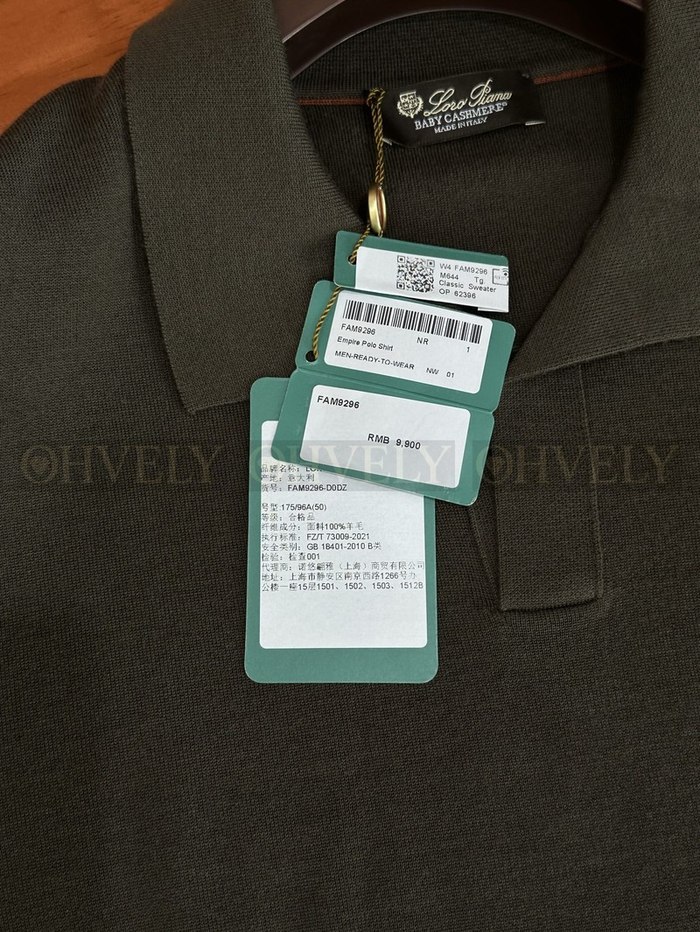 Loro Piana
BABY CASHMERE®
MADE IN ITALY
W4 FAM9296
M644 Tg.
Classic Sweater
OP 62396
FAM9296 NR 1
Empire Polo Shirt
MEN-READY-TO-WEAR NW 01
FAM9296
RMB 9,900
OHVELY OHVELY OHVELY
品牌名称: LO
产地: 意大利
货号: FAM9296-D0DZ
号型:175/96A(50)
等级: 合格品
纤维成分: 面料100%羊毛
执行标准: FZ/T 73009-2021
安全类别: GB 18401-2010 B类
检验: 检查001
代理商: 诺悠翩雅（上海）商贸有限公司
地址: 上海市静安区南京西路1266号办
公楼一座15层1501、1502、1503、1512B